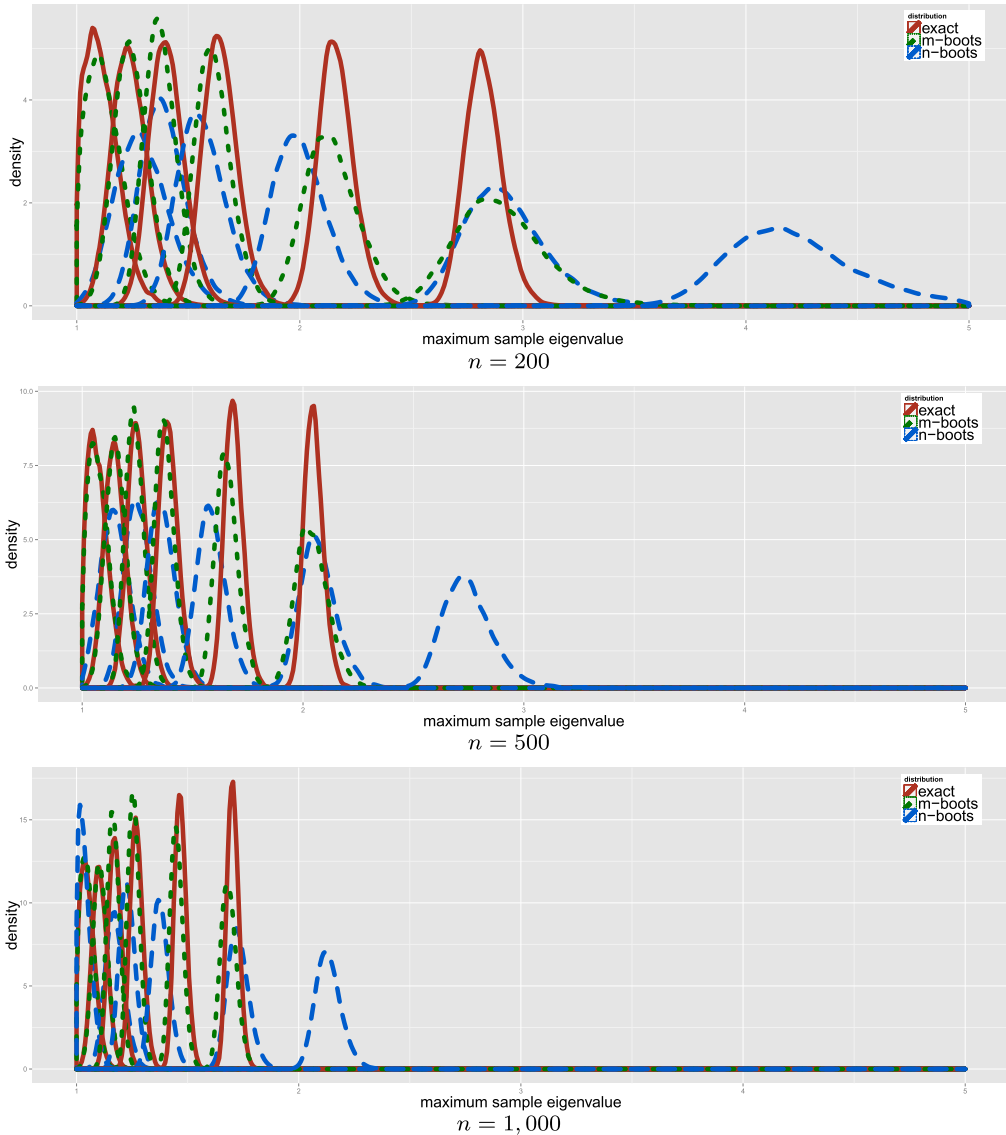 distribution
exact
m−boots
n−boots
density
4
2
0
1 2 3 4 5
maximum sample eigenvalue
n = 200
distribution
exact
m−boots
n−boots
density
10.0
7.5
5.0
2.5
0.0
1 2 3 4 5
maximum sample eigenvalue
n = 500
distribution
exact
m−boots
n−boots
density
15
10
5
0
1 2 3 4 5
maximum sample eigenvalue
n = 1,000